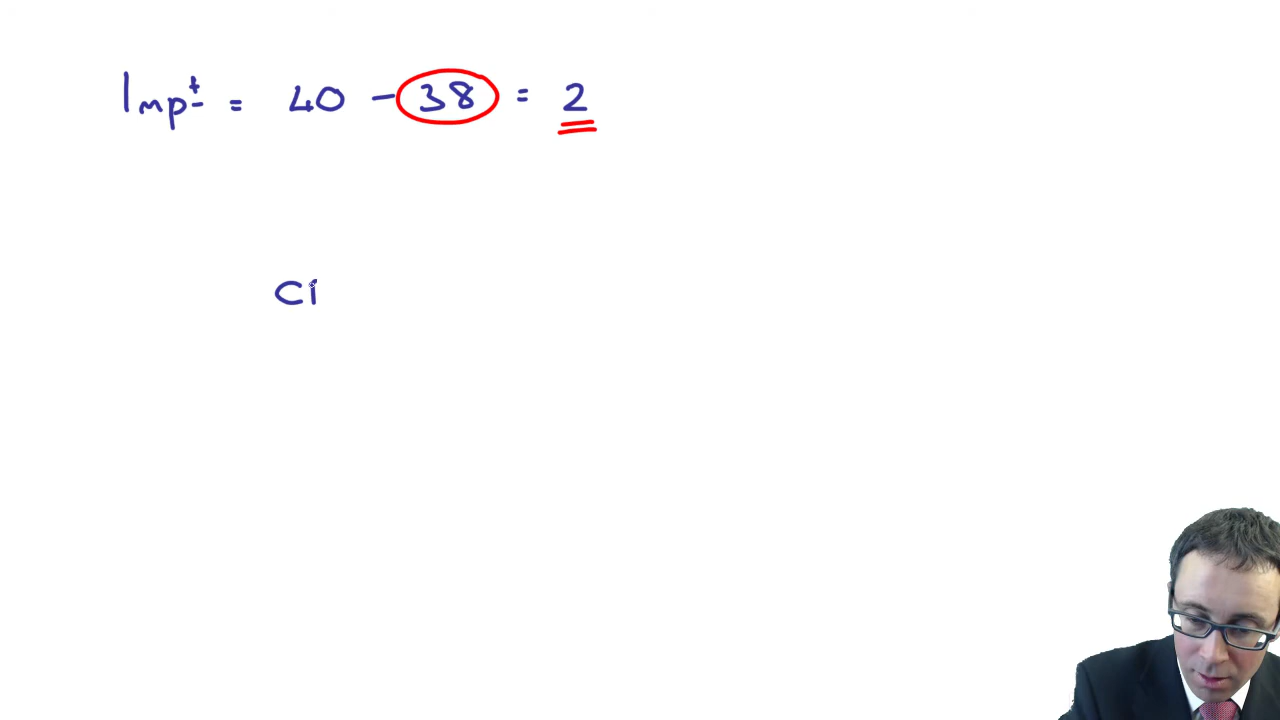 Impt = 40 - 38 = 2
Ci